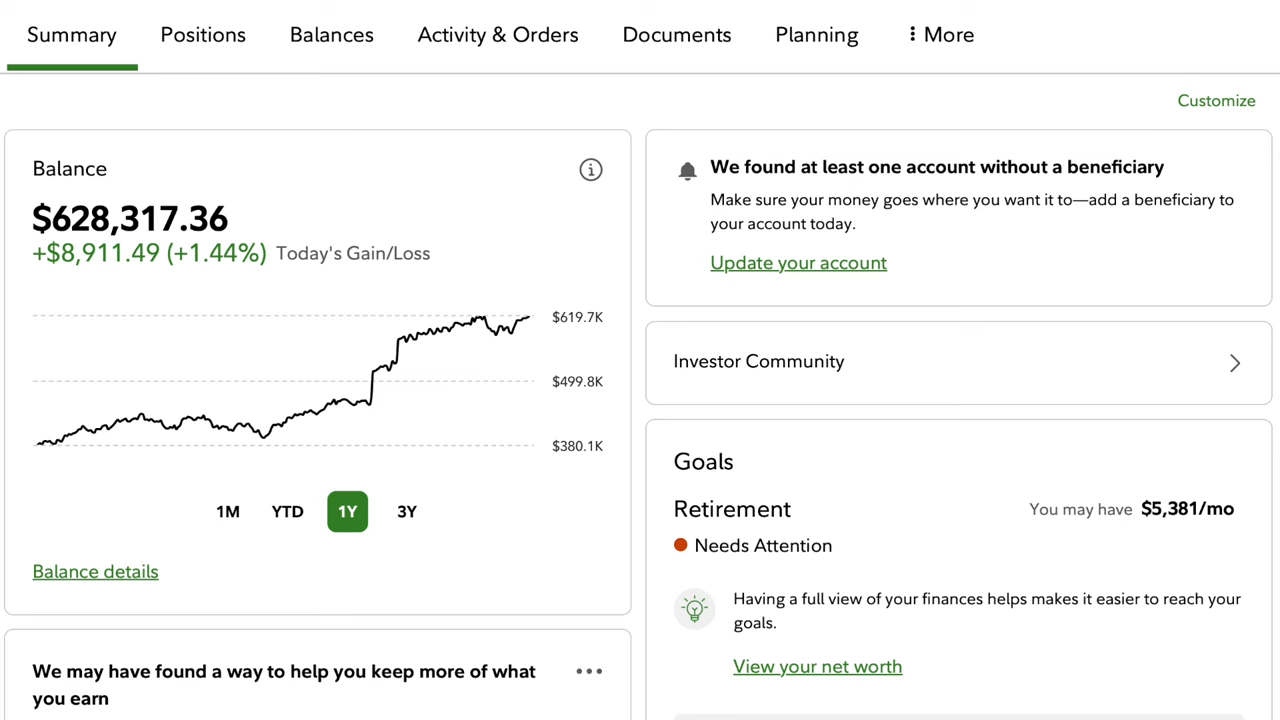 Summary
Positions
Balances
Activity & Orders
Documents
Planning
More
Customize
Balance
$628,317.36
+$8,911.49 (+1.44%) Today's Gain/Loss
$619.7K
$499.8K
$380.1K
1M
YTD
1Y
3Y
Balance details
We may have found a way to help you keep more of what
you earn
We found at least one account without a beneficiary
Make sure your money goes where you want it to—add a beneficiary to
your account today.
Update your account
Investor Community
Goals
Retirement
You may have $5,381/mo
Needs Attention
Having a full view of your finances helps makes it easier to reach your
goals.
View your net worth